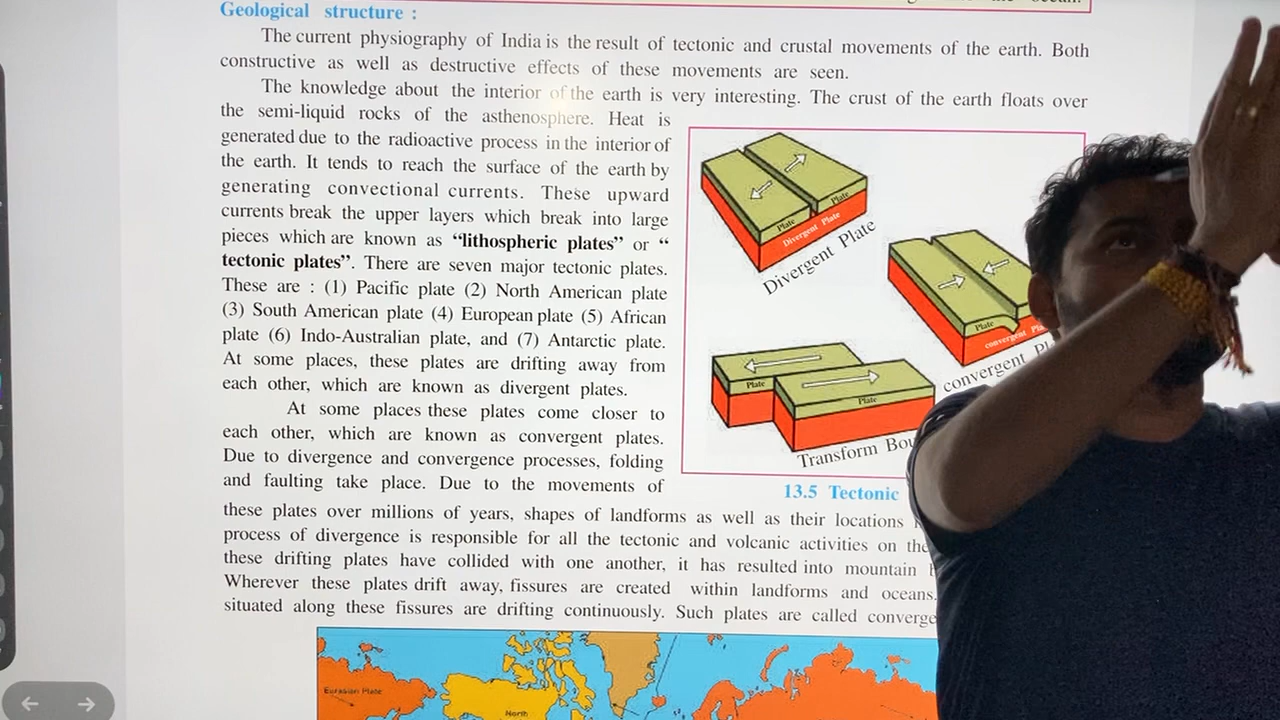 Geological structure :
The current physiography of India is the result of tectonic and crustal movements of the earth. Both
constructive as well as destructive effects of these movements are seen.
The knowledge about the interior of the earth is very interesting. The crust of the earth floats over
the semi-liquid rocks of the asthenosphere. Heat is
generated due to the radioactive process in the interior of
the earth. It tends to reach the surface of the earth by
generating convectional currents. These upward
currents break the upper layers which break into large
pieces which are known as “lithospheric plates” or “
tectonic plates”. There are seven major tectonic plates.
These are : (1) Pacific plate (2) North American plate
(3) South American plate (4) European plate (5) African
plate (6) Indo-Australian plate, and (7) Antarctic plate.
At some places, these plates are drifting away from
each other, which are known as divergent plates.
At some places these plates come closer to
each other, which are known as convergent plates.
Due to divergence and convergence processes, folding
and faulting take place. Due to the movements of
these plates over millions of years, shapes of landforms as well as their locations
process of divergence is responsible for all the tectonic and volcanic activities on the
these drifting plates have collided with one another, it has resulted into mountain
Wherever these plates drift away, fissures are created within landforms and oceans.
situated along these fissures are drifting continuously. Such plates are called converge
Plate
Plate
Divergent Plate
Divergent Plate
Plate
convergent Pla
convergent Pl
Plate
Plate
Transform Bou
13.5 Tectonic
Eurasian Plate
North